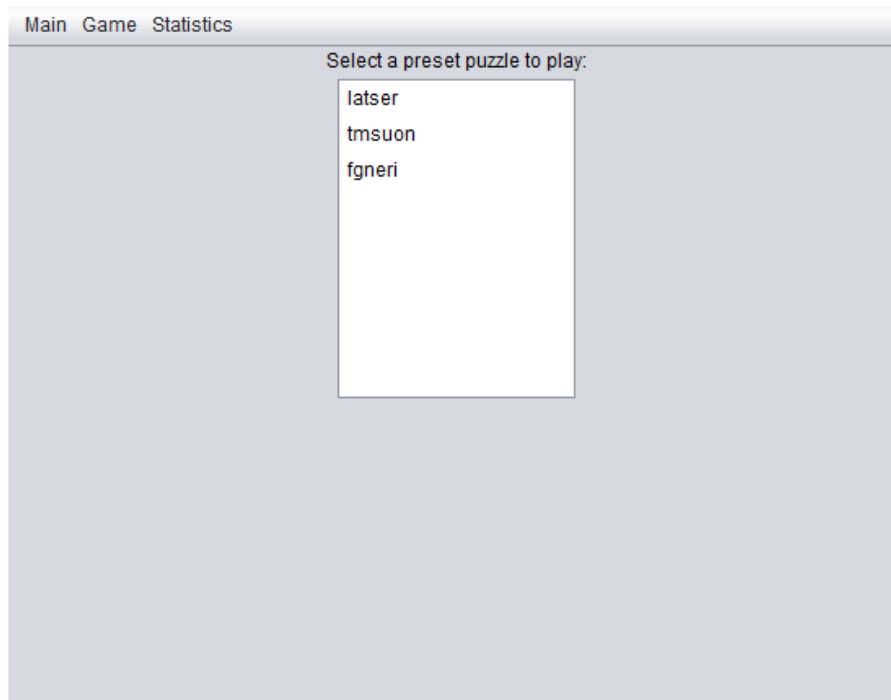 Main Game Statistics
Select a preset puzzle to play:
latser
tmsuon
fgneri